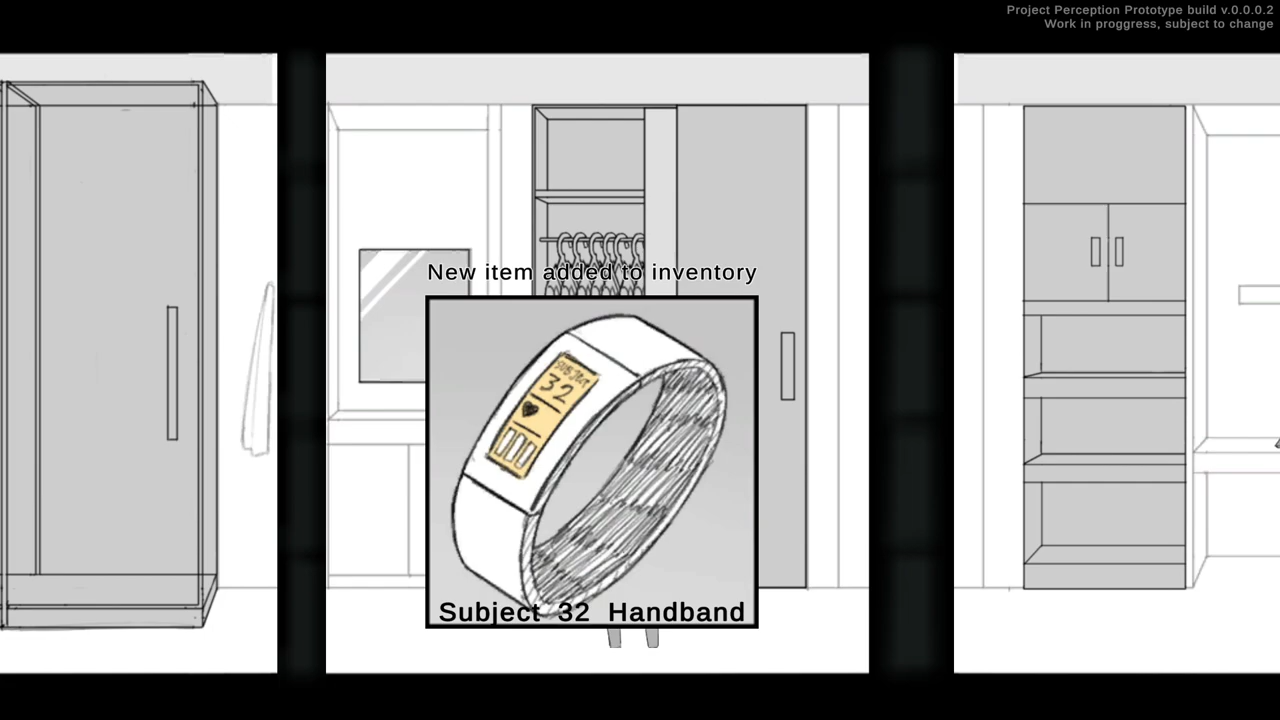 Project Perception Prototype build v.0.0.0.2
Work in proggress, subject to change
New item added to inventory
SUBJECT
32
Subject 32 Handband